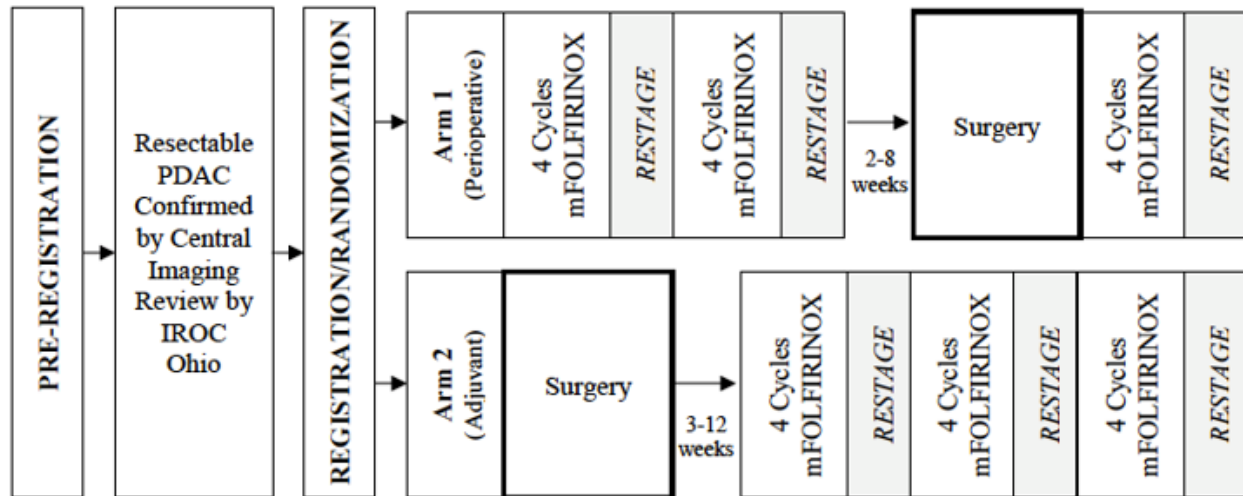 PRE-REGISTRATION
Resectable
PDAC
Confirmed
by Central
Imaging
Review by
IROC
Ohio
REGISTRATION/RANDOMIZATION
Arm 1
(Perioperative)
4 Cycles
mFOLFIRINOX
RESTAGE
4 Cycles
mFOLFIRINOX
RESTAGE
2-8
weeks
Surgery
4 Cycles
mFOLFIRINOX
RESTAGE
Arm 2
(Adjuvant)
Surgery
3-12
weeks
4 Cycles
mFOLFIRINOX
RESTAGE
4 Cycles
mFOLFIRINOX
RESTAGE
4 Cycles
mFOLFIRINOX
RESTAGE